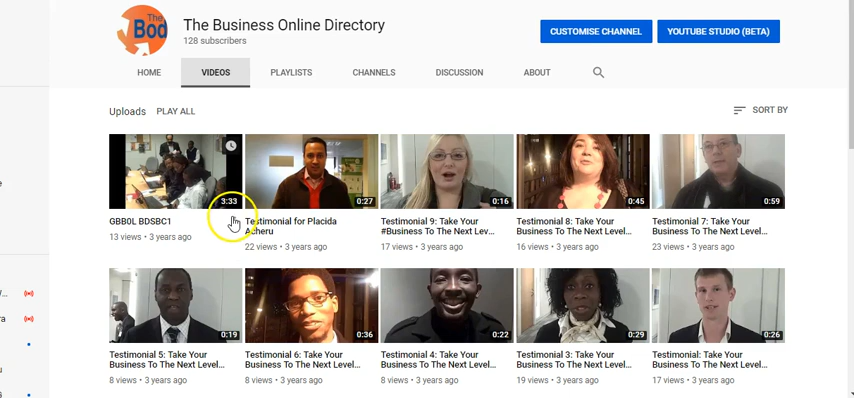 The
Bod
The Business Online Directory
128 subscribers
CUSTOMISE CHANNEL
YOUTUBE STUDIO (BETA)
HOME
VIDEOS
PLAYLISTS
CHANNELS
DISCUSSION
ABOUT
Uploads
PLAY ALL
SORT BY
3:33
0:27
0:16
0:45
0:59
GBB0L BDSBC1
13 views • 3 years ago
Testimonial for Placida
Acheru
22 views • 3 years ago
Testimonial 9: Take Your
#Business To The Next Lev...
17 views • 3 years ago
Testimonial 8: Take Your
Business To The Next Level...
16 views • 3 years ago
Testimonial 7: Take Your
Business To The Next Level...
23 views • 3 years ago
0:19
0:36
0:22
0:29
0:26
Testimonial 5: Take Your
Business To The Next Level...
8 views • 3 years ago
Testimonial 6: Take Your
Business To The Next Level...
8 views • 3 years ago
Testimonial 4: Take Your
Business To The Next Level...
8 views • 3 years ago
Testimonial 3: Take Your
Business To The Next Level...
19 views • 3 years ago
Testimonial: Take Your
Business To The Next Level...
17 views • 3 years ago